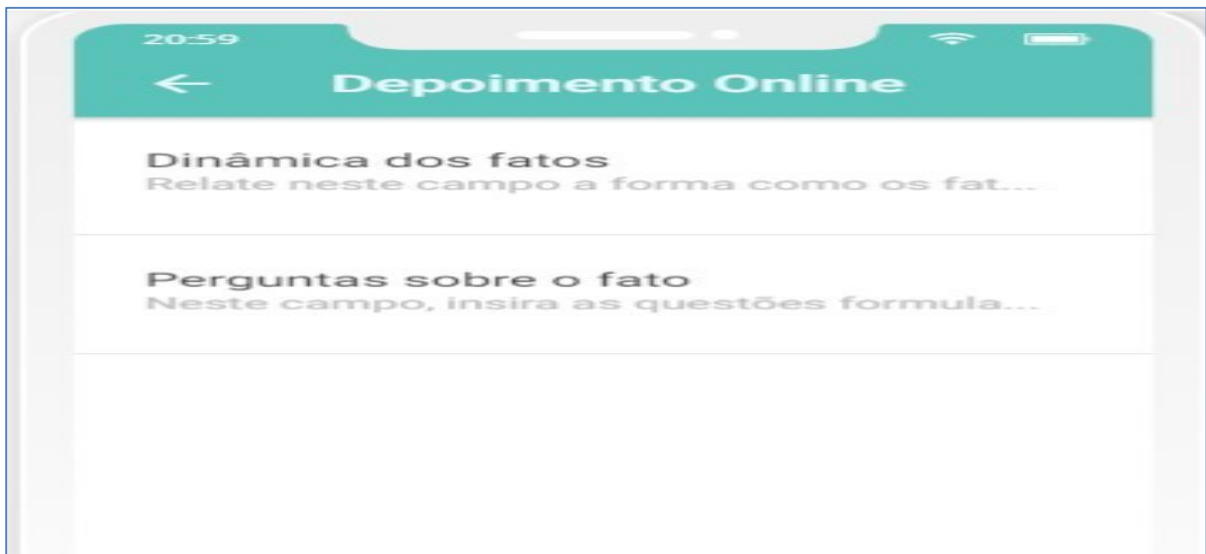 20:59
Depoimento Online
Dinâmica dos fatos
Relate neste campo a forma como os fat...
Perguntas sobre o fato
Neste campo, insira as questões formula...